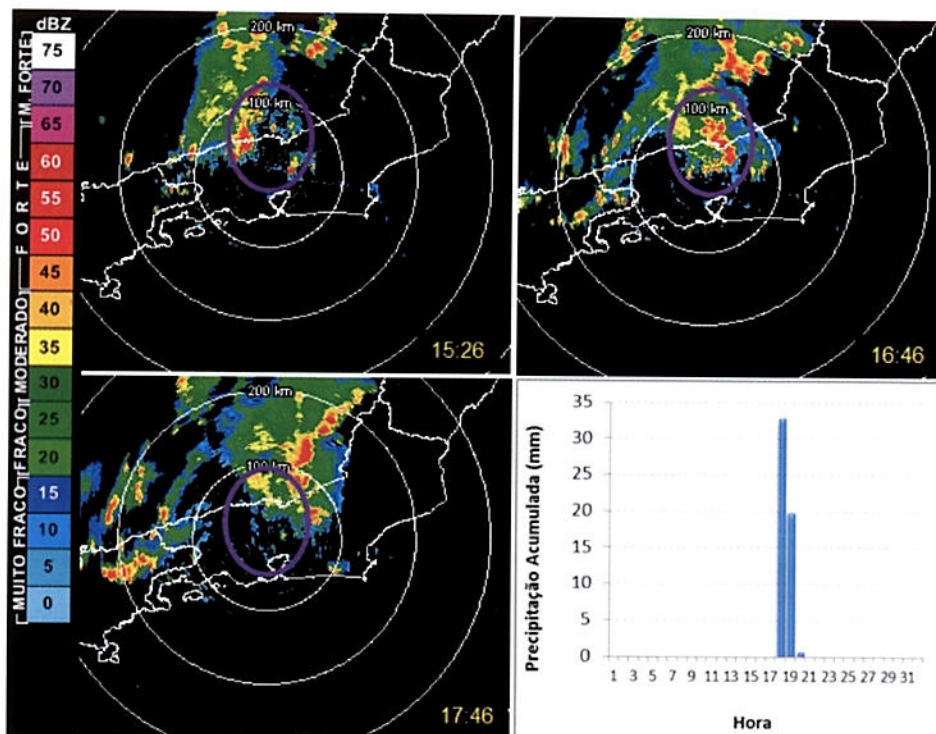 dBZ
75
70
65
60
55
50
45
40
35
30
25
20
15
10
5
0
MUITO FRACO
FRACO
MODERADO
FORTE
M. FORTE
200 km
100 km
15:26
200 km
100 km
16:46
200 km
100 km
17:46
Precipitação Acumulada (mm)
35
30
25
20
15
10
5
0
1 3 5 7 9 11 13 15 17 19 21 23 25 27 29 31
Hora